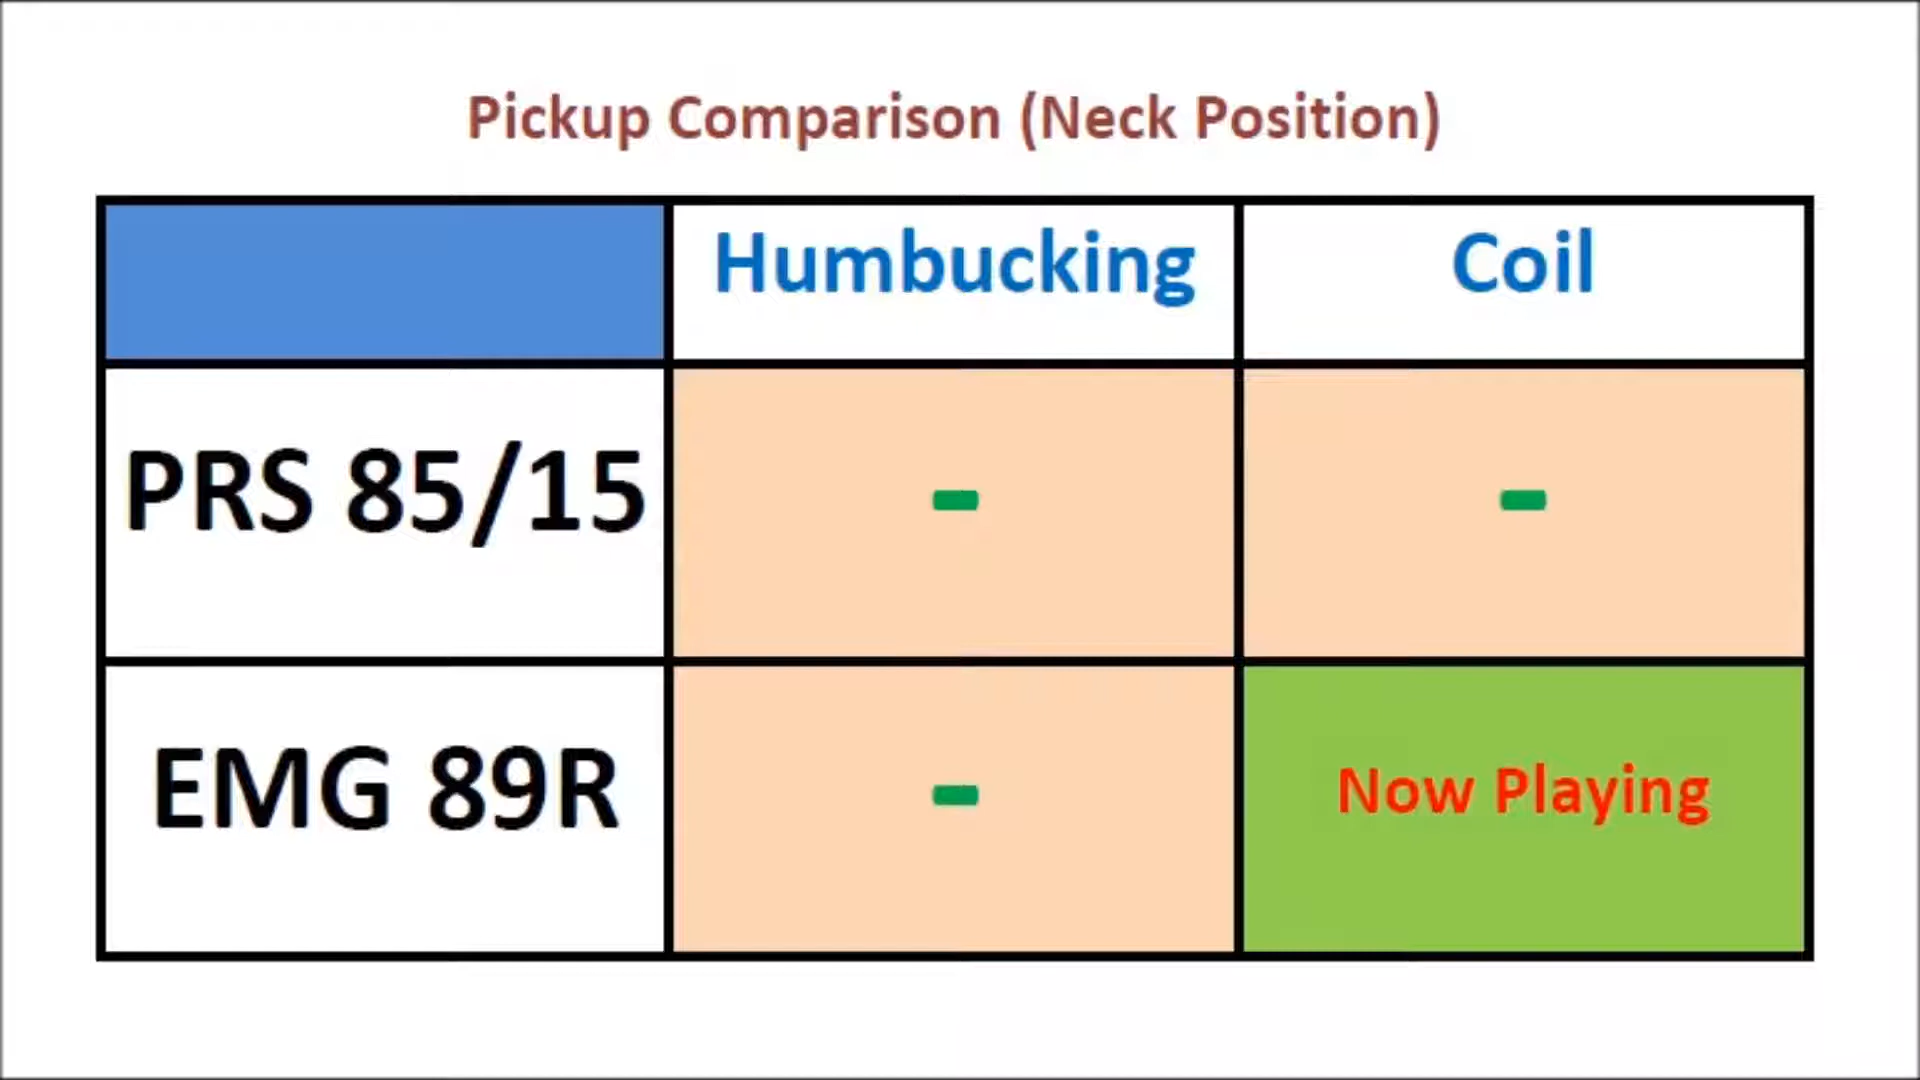 Pickup Comparison (Neck Position)
Humbucking Coil
PRS 85/15 - -
EMG 89R - Now Playing